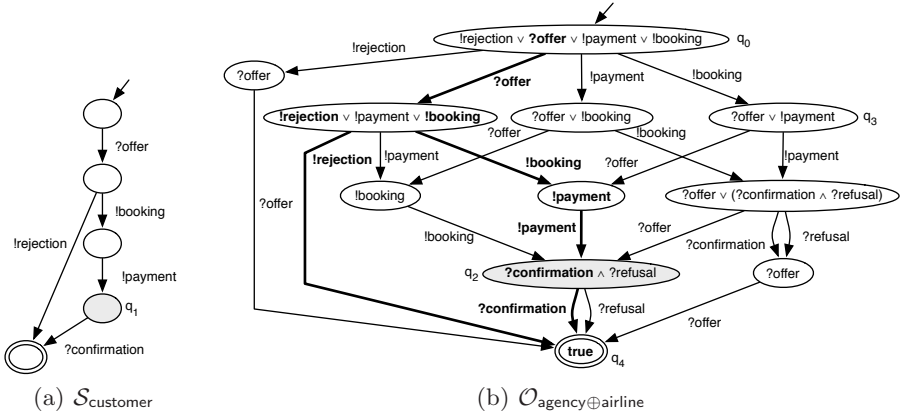 !rejection ∨ ?offer ∨ !payment ∨ !booking
q0
!rejection
?offer
?offer
!payment
!booking
!rejection ∨ !payment ∨ !booking
?offer ∨ !booking
?offer ∨ !payment
q3
?offer
!booking
!rejection
!payment
!booking
?offer
!payment
?offer
!booking
!payment
?offer ∨ (?confirmation ∧ ?refusal)
!booking
!payment
?offer
?confirmation
?refusal
q2
?confirmation ∧ ?refusal
?offer
?confirmation
?refusal
?offer
true
q4
?offer
!booking
!rejection
!payment
q1
?confirmation
(a) 𝒮customer
(b) 𝒪agency⊕airline